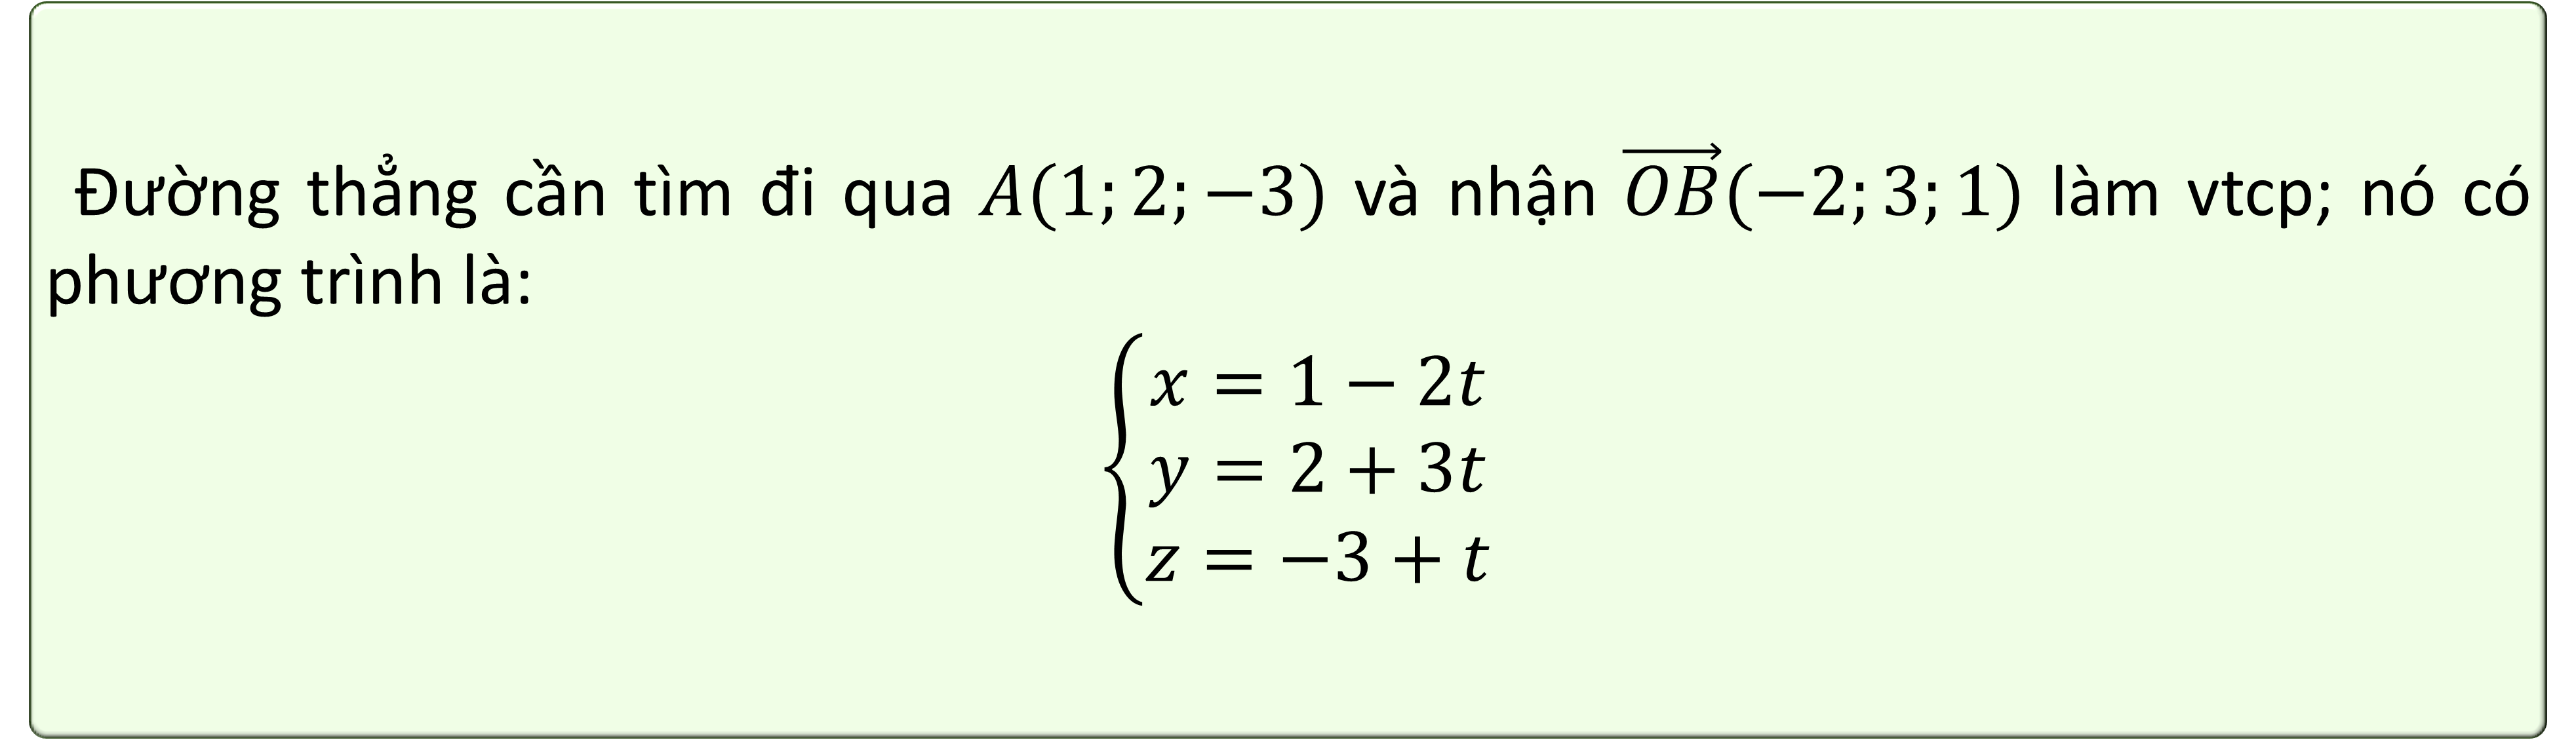 Đường thẳng cần tìm đi qua A(1; 2; −3) và nhận \overrightarrow{OB}(−2; 3; 1) làm vtcp; nó có
phương trình là:
x = 1 − 2t
y = 2 + 3t
z = −3 + t